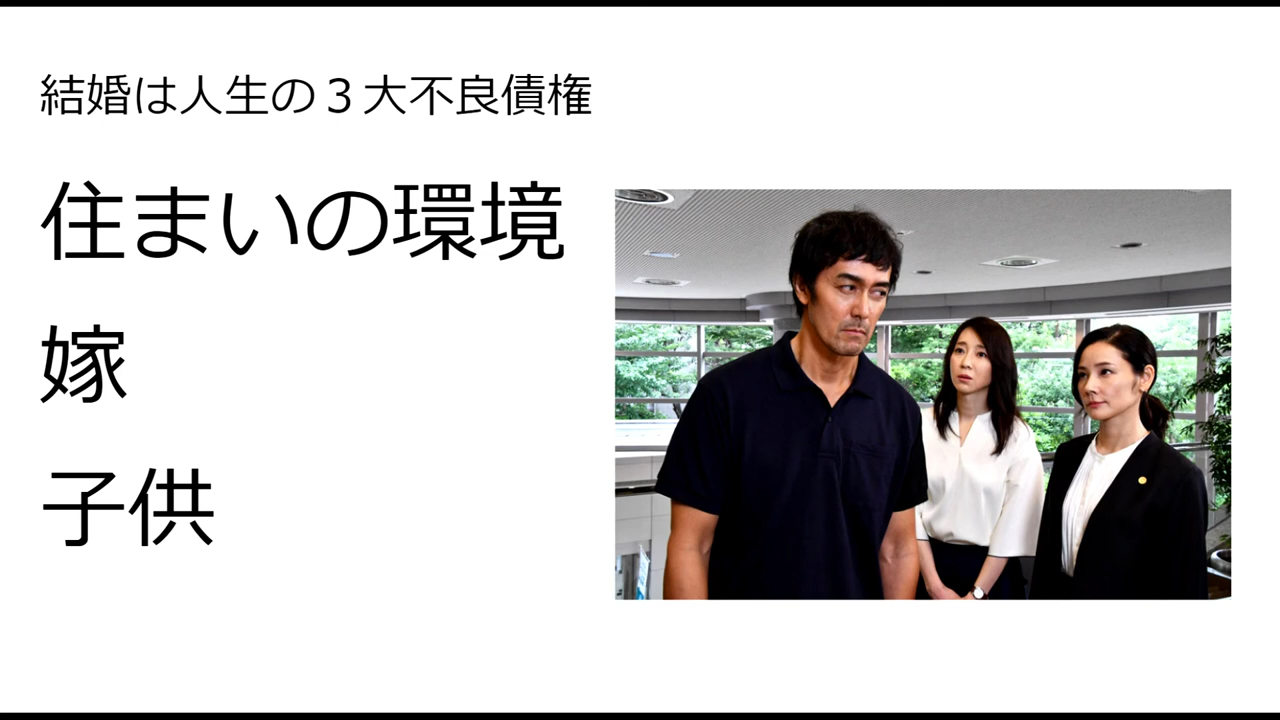 結婚は人生の３大不良債権
住まいの環境
嫁
子供